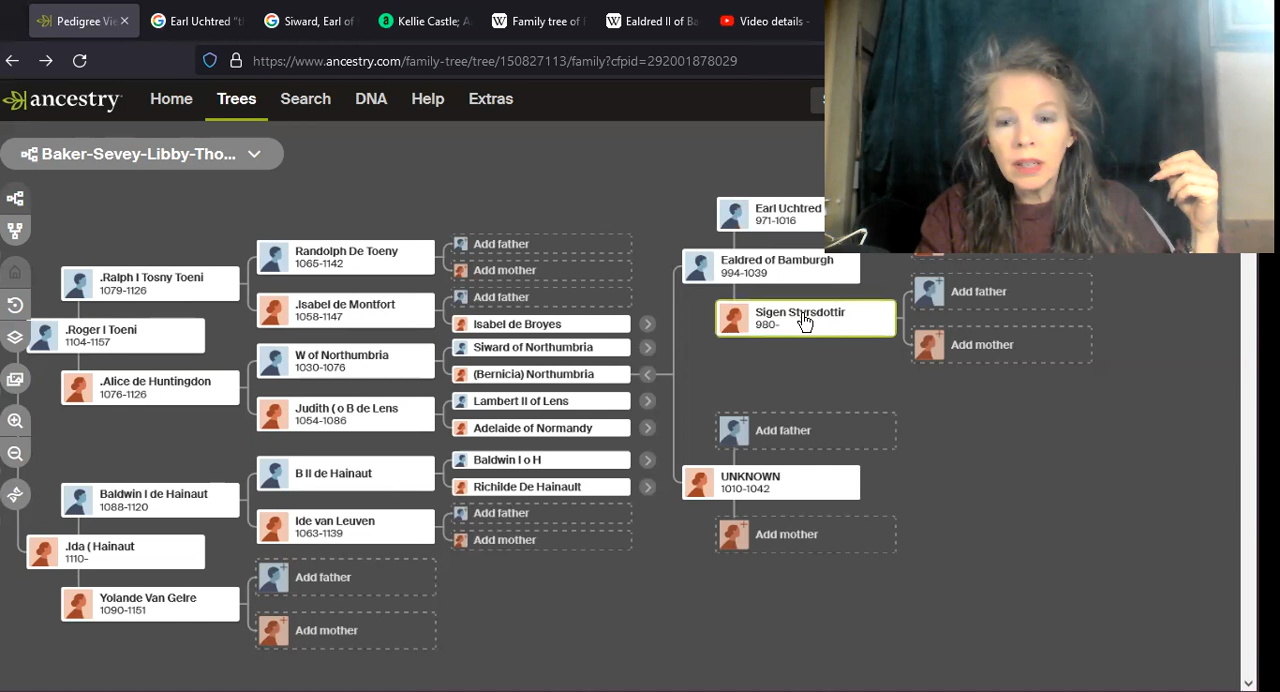 Pedigree Vie
Earl Uchtred "th
Siward, Earl of
Kellie Castle; A
Family tree of
Ealdred II of Ba
Video details -
https://www.ancestry.com/family-tree/tree/150827113/family?cfpid=292001878029
ancestry
Home
Trees
Search
DNA
Help
Extras
Baker-Sevey-Libby-Tho...
.Ralph I Tosny Toeni
1079-1126
.Roger I Toeni
1104-1157
.Alice de Huntingdon
1076-1126
Baldwin I de Hainaut
1088-1120
.Ida ( Hainaut
1110-
Yolande Van Gelre
1090-1151
Randolph De Toeny
1065-1142
.Isabel de Montfort
1058-1147
W of Northumbria
1030-1076
Judith ( o B de Lens
1054-1086
B II de Hainaut
Ide van Leuven
1063-1139
Add father
Add mother
Add father
Add mother
Add father
Isabel de Broyes
Siward of Northumbria
(Bernicia) Northumbria
Lambert II of Lens
Adelaide of Normandy
Baldwin I o H
Richilde De Hainault
Add father
Add mother
Earl Uchtred
971-1016
Ealdred of Bamburgh
994-1039
Sigen Styrsdottir
980-
Add father
UNKNOWN
1010-1042
Add mother
Add father
Add mother